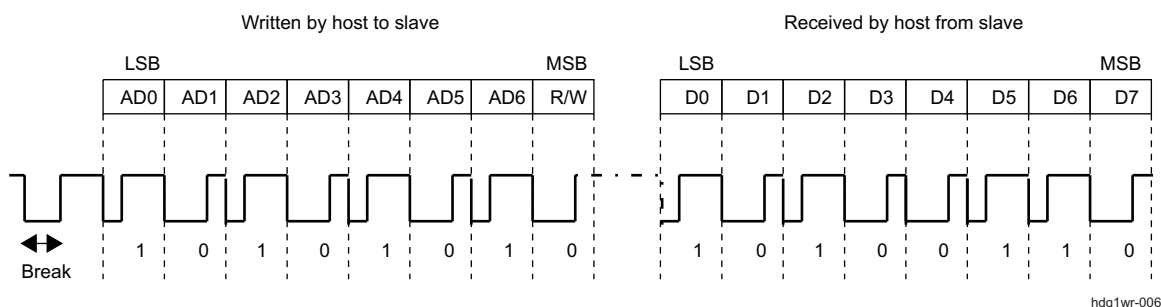 Written by host to slave Received by host from slave
LSB MSB LSB MSB
AD0 AD1 AD2 AD3 AD4 AD5 AD6 R/W D0 D1 D2 D3 D4 D5 D6 D7
1 0 1 0 1 0 1 0 1 0 1 0 0 1 1 0
Break
hdq1wr-006